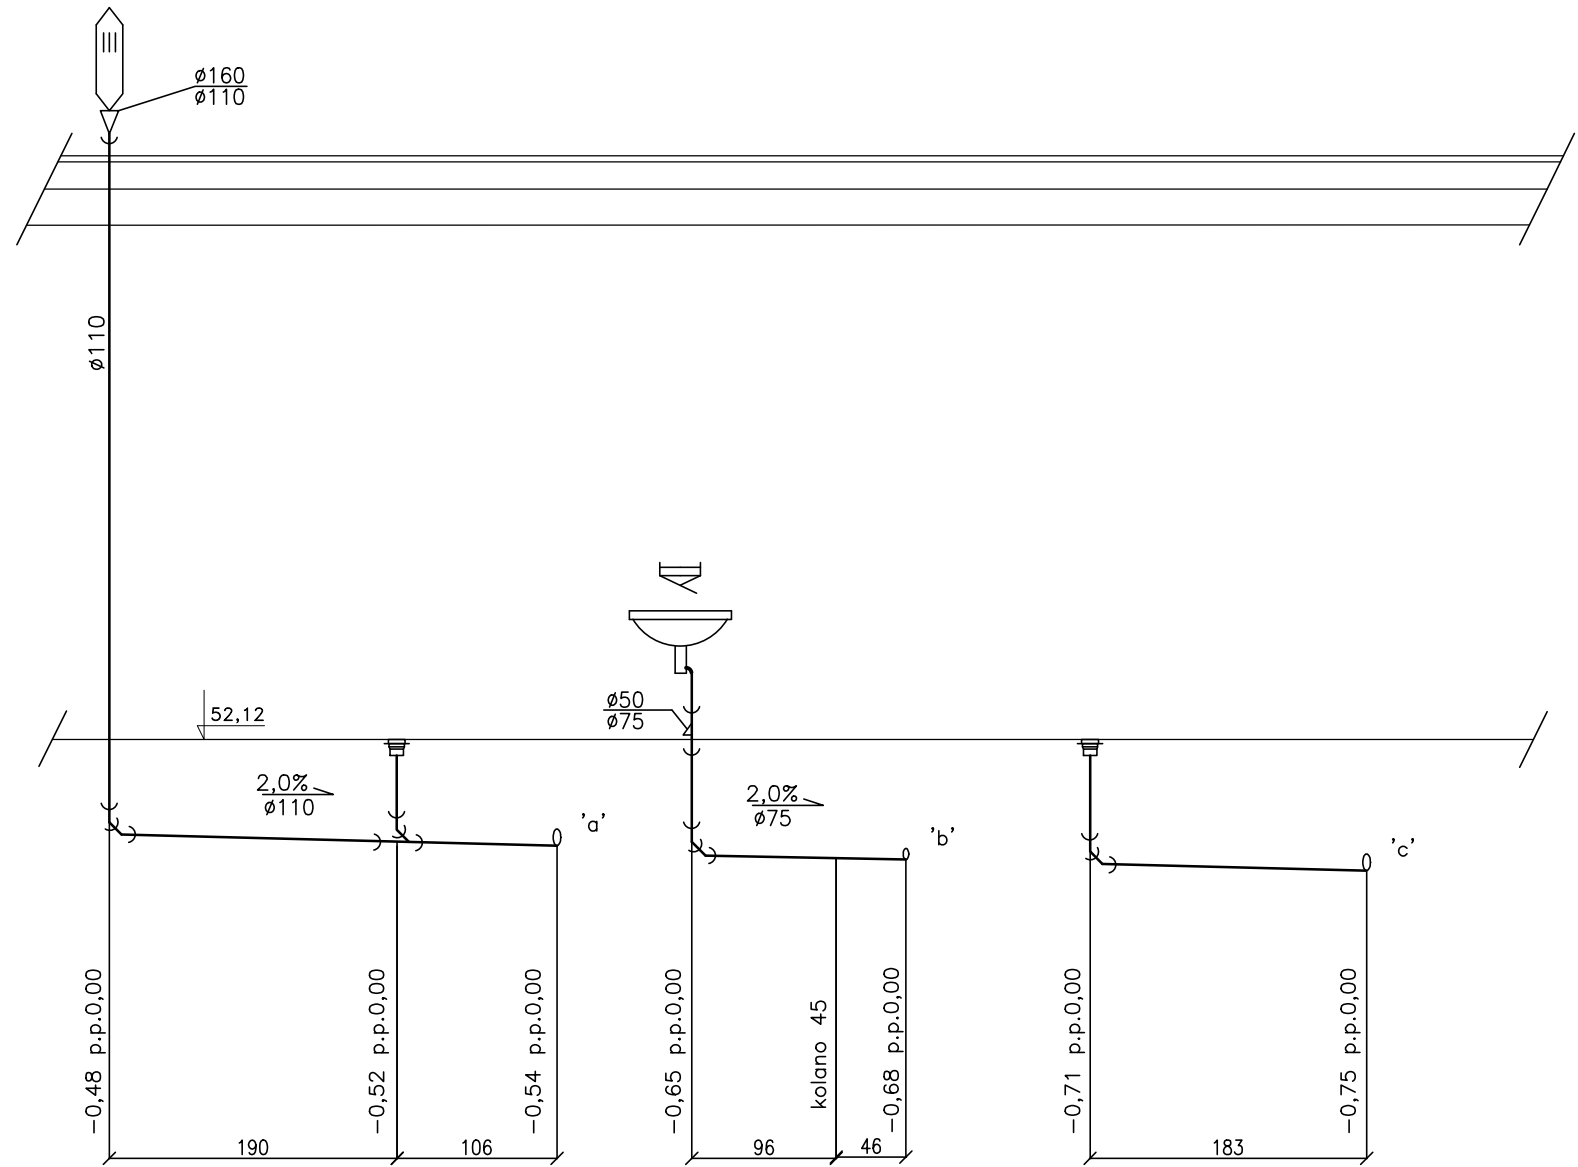 ø160
ø110
ø110
ø50
ø75
52,12
2,0%
ø110
2,0%
ø75
'a'
'b'
'c'
-0,48 p.p.0,00
-0,52 p.p.0,00
-0,54 p.p.0,00
-0,65 p.p.0,00
kolano 45
-0,68 p.p.0,00
-0,71 p.p.0,00
-0,75 p.p.0,00
190
106
96
46
183